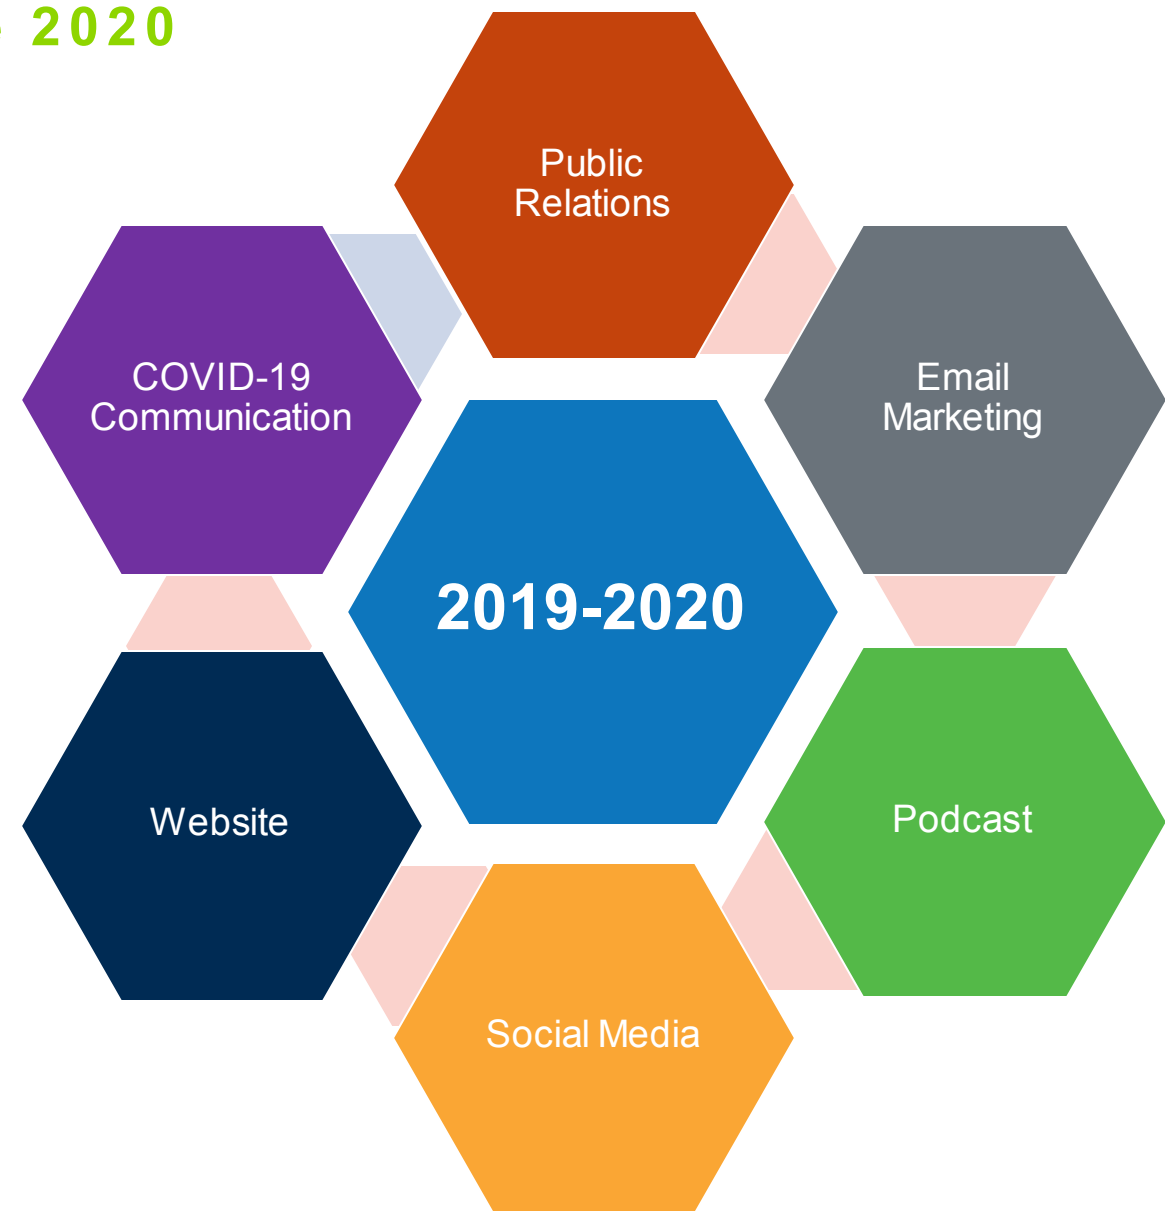 2020
Public
Relations
COVID-19
Communication
Email
Marketing
2019-2020
Website
Podcast
Social Media